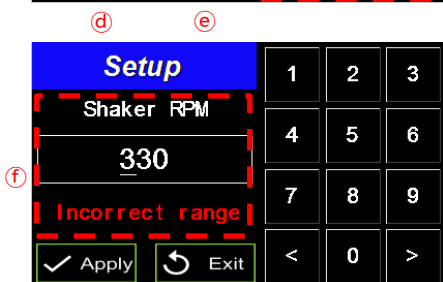 ⓓ ⓔ
Setup
Shaker RPM
330
ⓕ
Incorrect range
Apply Exit
1 2 3
4 5 6
7 8 9
< 0 >